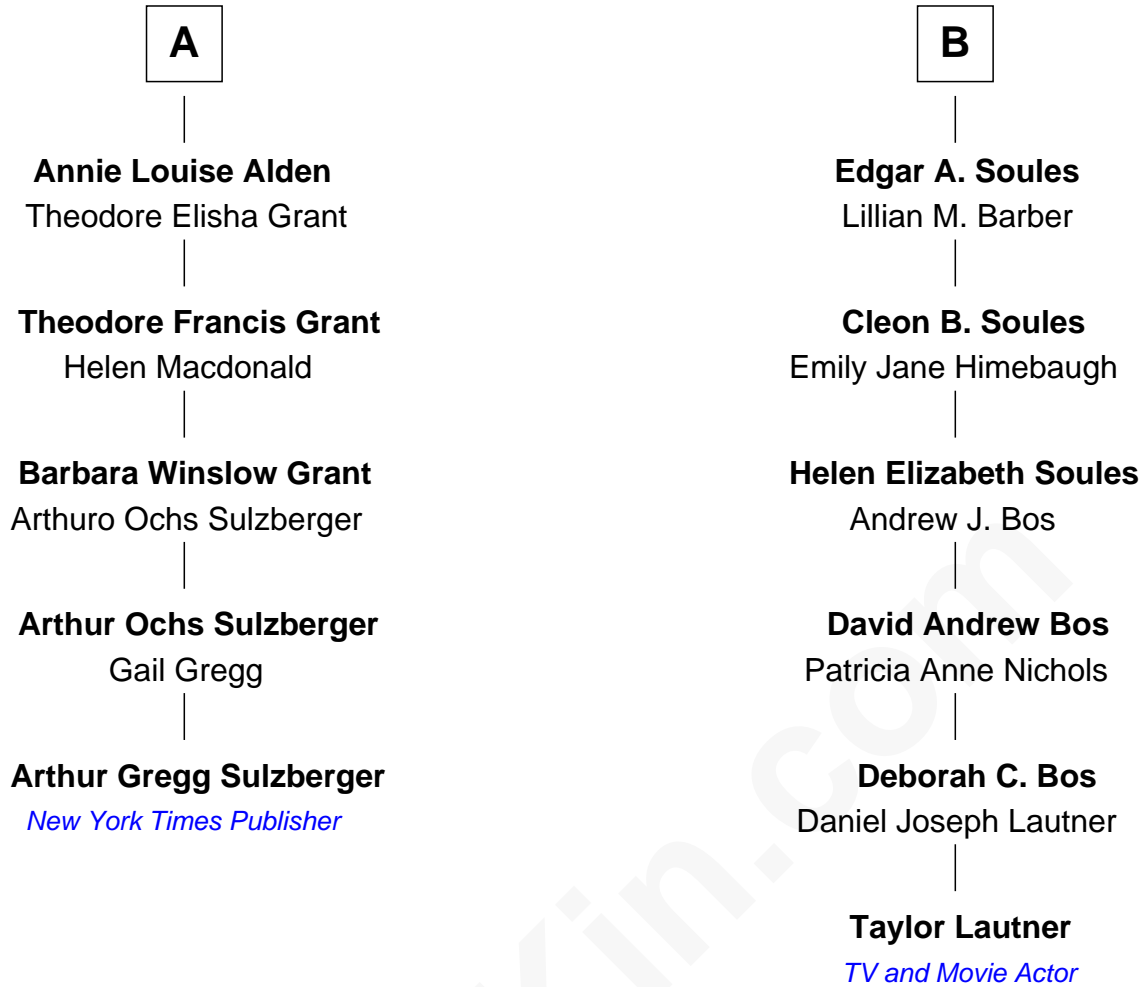 A
Annie Louise Alden
Theodore Elisha Grant
Theodore Francis Grant
Helen Macdonald
Barbara Winslow Grant
Arthuro Ochs Sulzberger
Arthur Ochs Sulzberger
Gail Gregg
Arthur Gregg Sulzberger
New York Times Publisher
B
Edgar A. Soules
Lillian M. Barber
Cleon B. Soules
Emily Jane Himebaugh
Helen Elizabeth Soules
Andrew J. Bos
David Andrew Bos
Patricia Anne Nichols
Deborah C. Bos
Daniel Joseph Lautner
Taylor Lautner
TV and Movie Actor
Kin.com